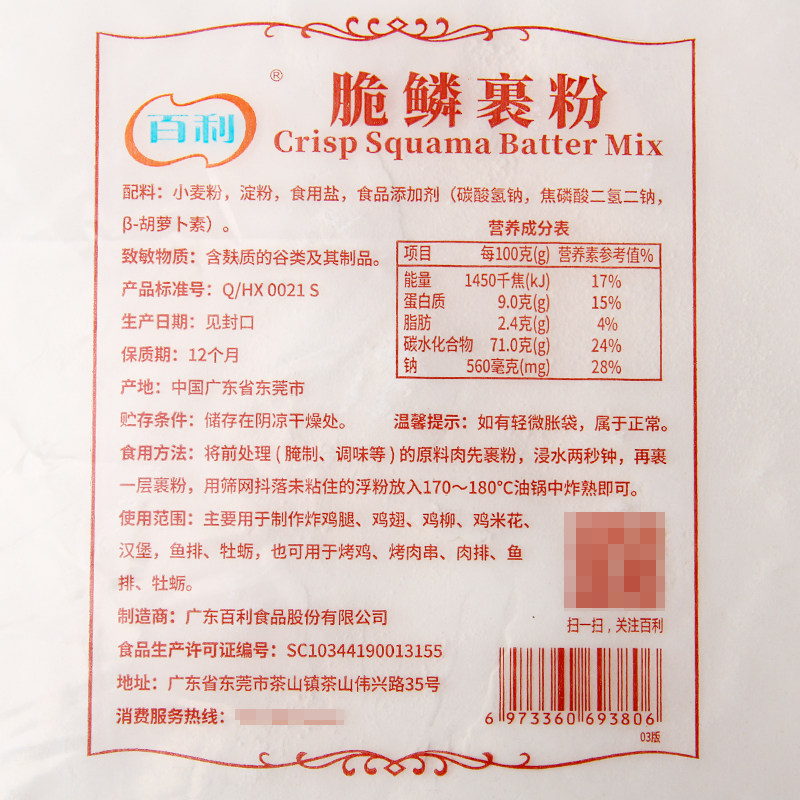 百利
®
脆鳞裹粉
Crisp Squama Batter Mix
配料：小麦粉，淀粉，食用盐，食品添加剂（碳酸氢钠，焦磷酸二氢二钠，
β-胡萝卜素）。
致敏物质：含麸质的谷类及其制品。
产品标准号：Q/HX 0021 S
生产日期：见封口
保质期：12个月
产地：中国广东省东莞市
营养成分表
项目 每100克(g) 营养素参考值%
能量 1450千焦(kJ) 17%
蛋白质 9.0克(g) 15%
脂肪 2.4克(g) 4%
碳水化合物 71.0克(g) 24%
钠 560毫克(mg) 28%
贮存条件：储存在阴凉干燥处。 温馨提示：如有轻微胀袋，属于正常。
食用方法：将前处理(腌制、调味等)的原料肉先裹粉，浸水两秒钟，再裹
一层裹粉，用筛网抖落未粘住的浮粉放入170～180℃油锅中炸熟即可。
使用范围：主要用于制作炸鸡腿、鸡翅、鸡柳、鸡米花、
汉堡，鱼排、牡蛎，也可用于烤鸡、烤肉串、肉排、鱼
排、牡蛎。
制造商：广东百利食品股份有限公司
食品生产许可证编号：SC10344190013155
地址：广东省东莞市茶山镇茶山伟兴路35号
消费服务热线：
扫一扫，关注百利
6 973360 693806
03版